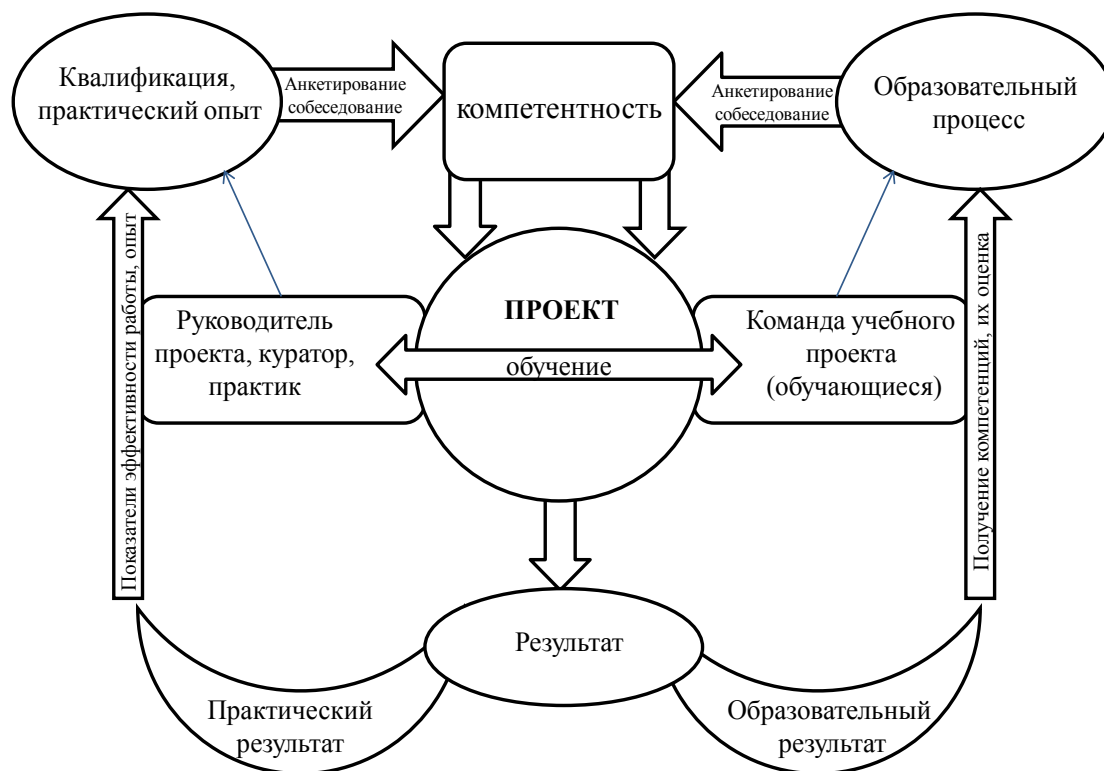 Квалификация,
практический опыт
Анкетирование
собеседование
компетентность
Анкетирование
собеседование
Образовательный
процесс
Показатели эффективности работы, опыт
Руководитель
проекта, куратор,
практик
ПРОЕКТ
обучение
Команда учебного
проекта
(обучающиеся)
Получение компетенций, их оценка
Результат
Практический
результат
Образовательный
результат